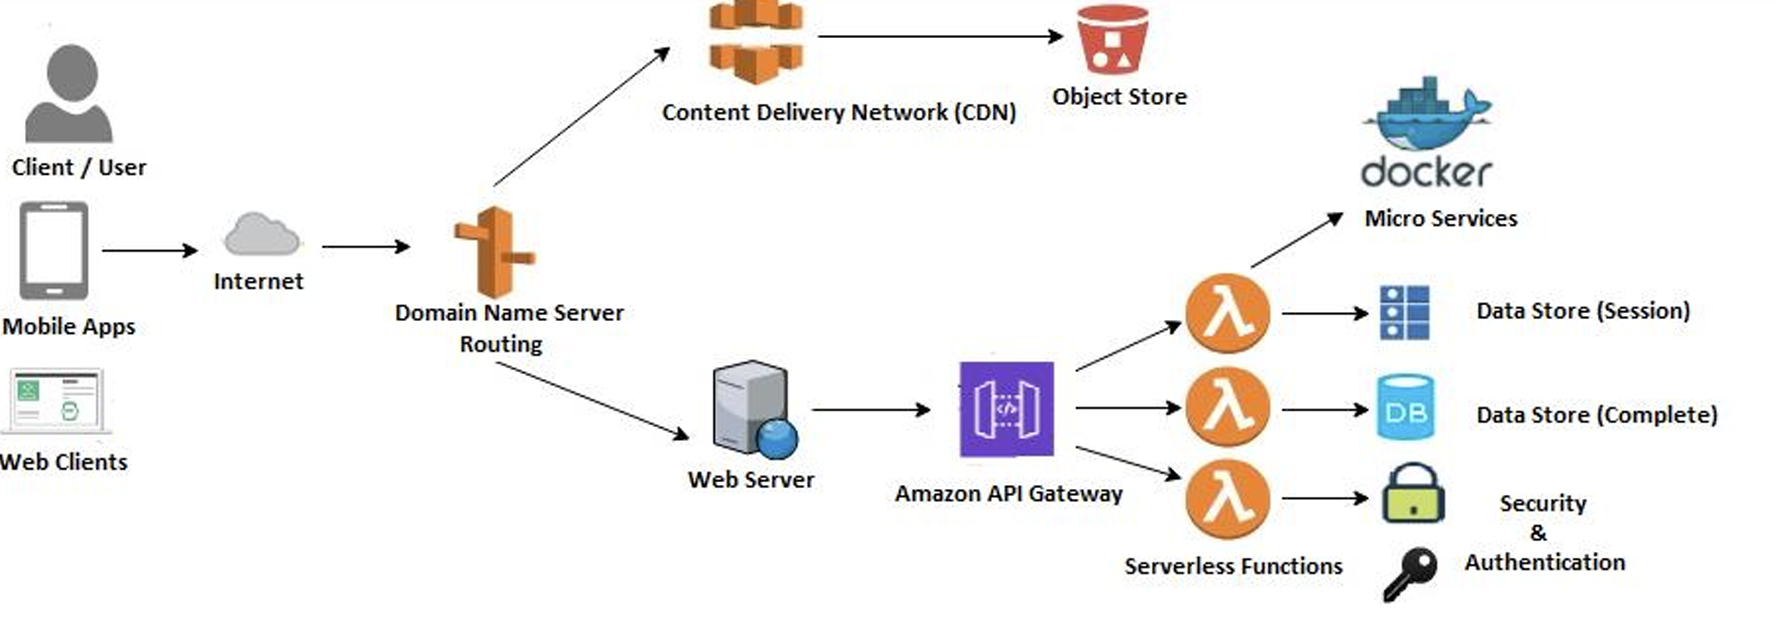 Client / User
Mobile Apps
Web Clients
Internet
Domain Name Server
Routing
Content Delivery Network (CDN)
Object Store
Web Server
</>
Amazon API Gateway
λ
λ
λ
Serverless Functions
docker
Micro Services
Data Store (Session)
DB
Data Store (Complete)
Security
&
Authentication